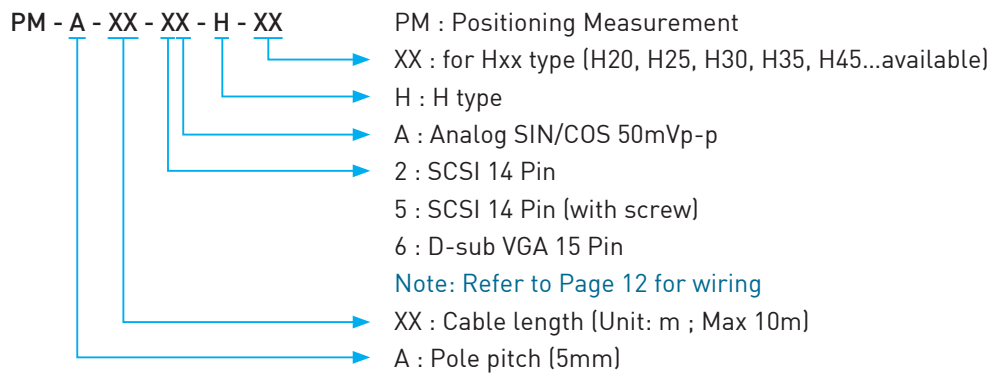 PM - A - XX - XX - H - XX
PM : Positioning Measurement
XX : for Hxx type (H20, H25, H30, H35, H45...available)
H : H type
A : Analog SIN/COS 50mVp-p
2 : SCSI 14 Pin
5 : SCSI 14 Pin (with screw)
6 : D-sub VGA 15 Pin
Note: Refer to Page 12 for wiring
XX : Cable length (Unit: m ; Max 10m)
A : Pole pitch (5mm)